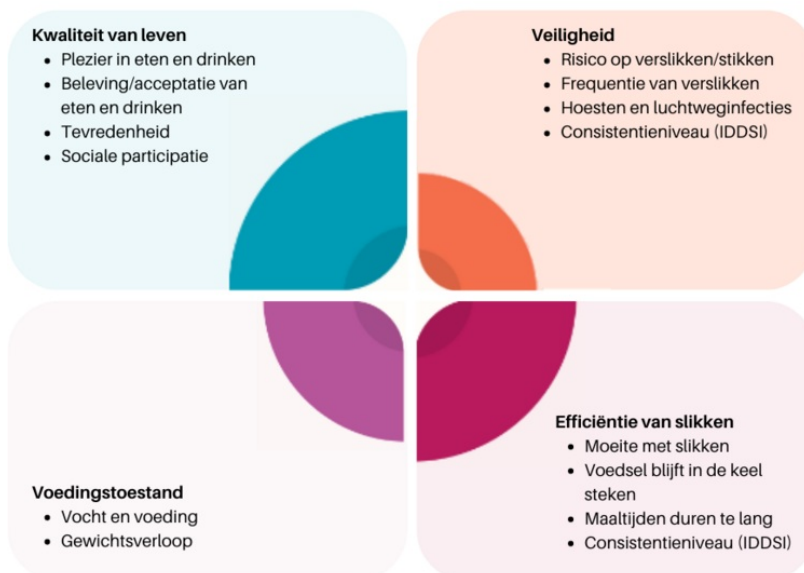 Kwaliteit van leven
Plezier in eten en drinken
Beleving/acceptatie van
eten en drinken
Tevredenheid
Sociale participatie
Veiligheid
Risico op verslikken/stikken
Frequentie van verslikken
Hoesten en luchtweginfecties
Consistentieniveau (IDDSI)
Voedingstoestand
Vocht en voeding
Gewichtsverloop
Efficiëntie van slikken
Moeite met slikken
Voedsel blijft in de keel
steken
Maaltijden duren te lang
Consistentieniveau (IDDSI)